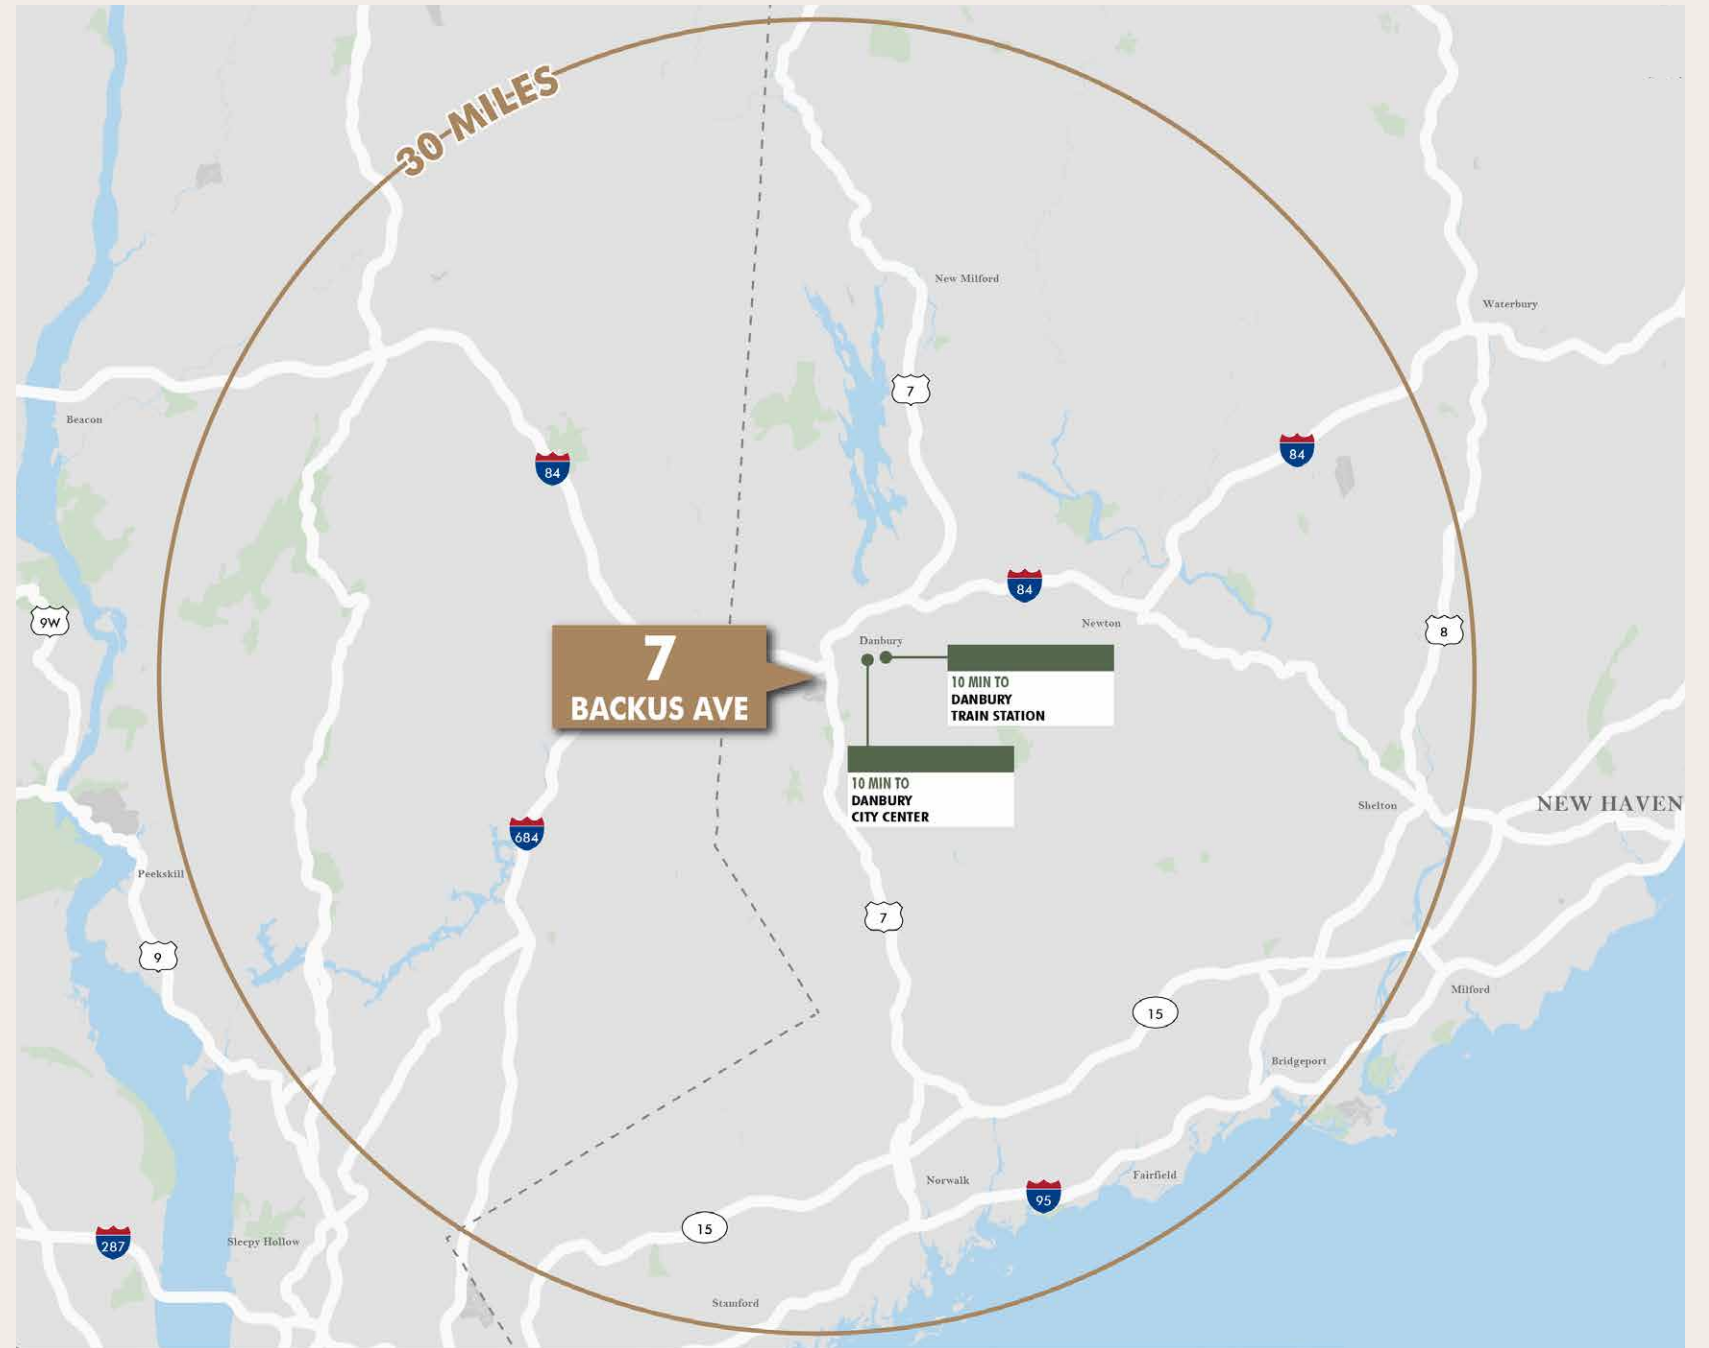 30 MILES
New Milford
Waterbury
7
Beacon
84
84
84
9W
Newton
8
Danbury
7
BACKUS AVE
10 MIN TO
DANBURY
TRAIN STATION
10 MIN TO
DANBURY
CITY CENTER
Shelton
NEW HAVEN
684
Peekskill
7
9
Milford
15
Bridgeport
Norwalk
Fairfield
95
15
Sleepy Hollow
287
Stamford